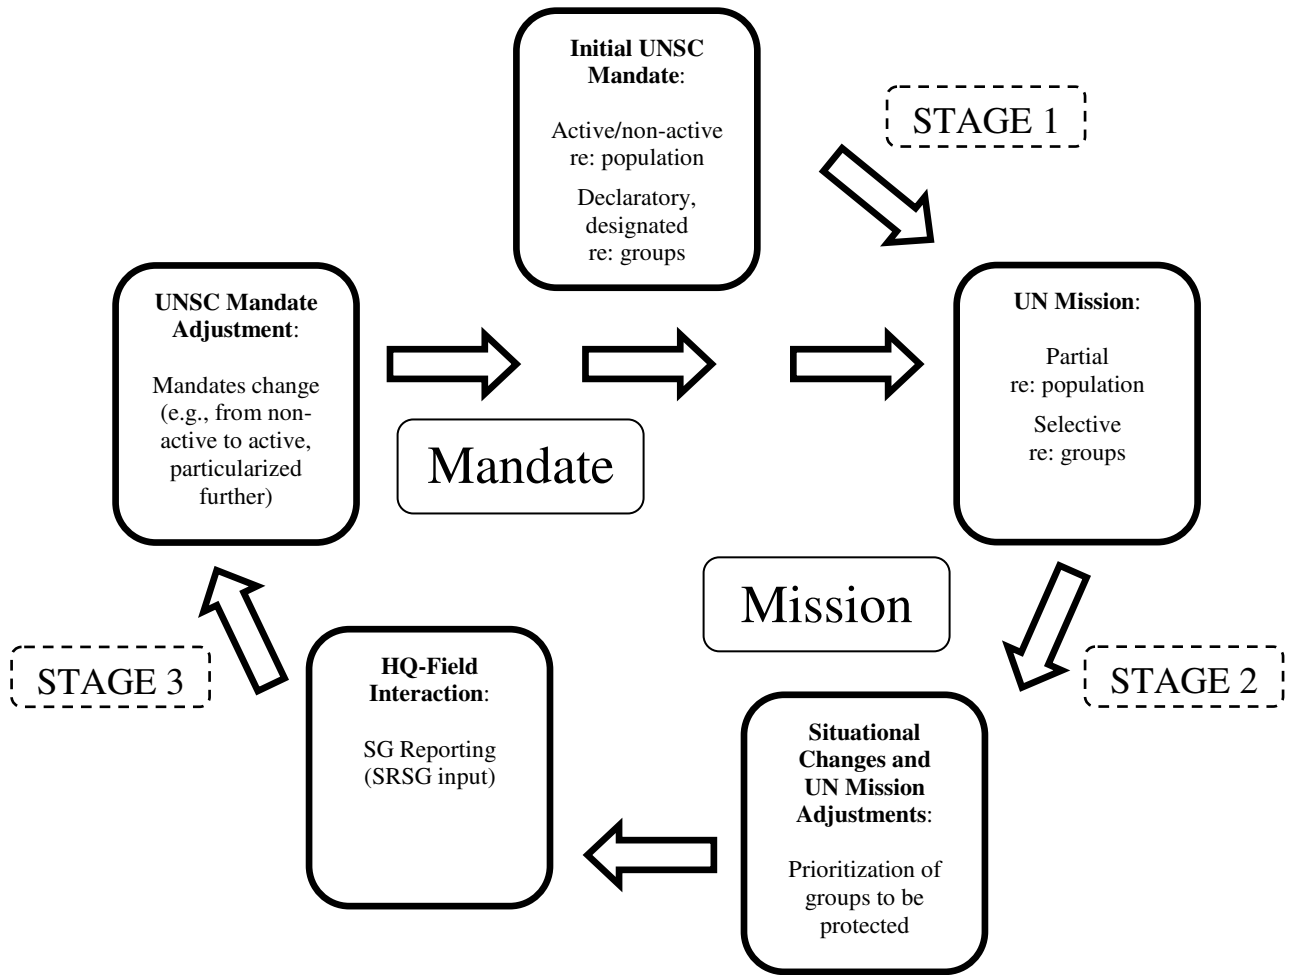 Initial UNSC
Mandate:
Active/non-active
re: population
Declaratory,
designated
re: groups
STAGE 1
UNSC Mandate
Adjustment:
Mandates change
(e.g., from non-
active to active,
particularized
further)
UN Mission:
Partial
re: population
Selective
re: groups
Mandate
Mission
STAGE 3
HQ-Field
Interaction:
SG Reporting
(SRSG input)
STAGE 2
Situational
Changes and
UN Mission
Adjustments:
Prioritization of
groups to be
protected